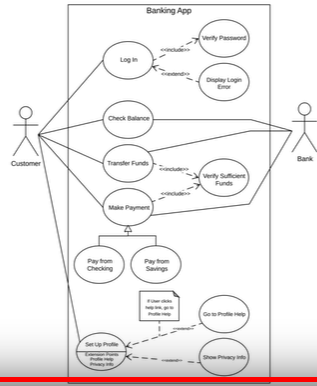 Banking App
Verify Password
<<include>>
Log In
<<extend>>
Display Login
Error
Check Balance
Customer
Bank
Transfer Funds
<<include>>
Verify Sufficient
Funds
<<include>>
Make Payment
Pay from
Checking
Pay from
Savings
If User clicks
help link, go to
Profile Help
Go to Profile Help
<<extend>>
Set Up Profile
Extension Points
Profile Help
Privacy Info
<<extend>>
Show Privacy Info